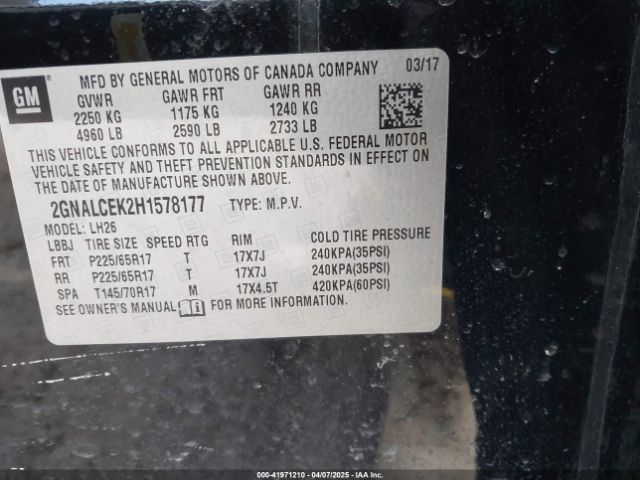 GM
MFD BY GENERAL MOTORS OF CANADA COMPANY 03/17
GVWR GAWR FRT GAWR RR
2250 KG 1175 KG 1240 KG
4960 LB 2590 LB 2733 LB
THIS VEHICLE CONFORMS TO ALL APPLICABLE U.S. FEDERAL MOTOR
VEHICLE SAFETY AND THEFT PREVENTION STANDARDS IN EFFECT ON
THE DATE OF MANUFACTURE SHOWN ABOVE.
2GNALCEK2H1578177 TYPE: M.P.V.
MODEL: LH26
LBBJ TIRE SIZE SPEED RTG RIM COLD TIRE PRESSURE
FRT P225/65R17 T 17X7J 240KPA(35PSI)
RR P225/65R17 T 17X7J 240KPA(35PSI)
SPA T145/70R17 M 17X4.5T 420KPA(60PSI)
SEE OWNER'S MANUAL FOR MORE INFORMATION.
000-41971210 - 04/07/2025 - IAA Inc.